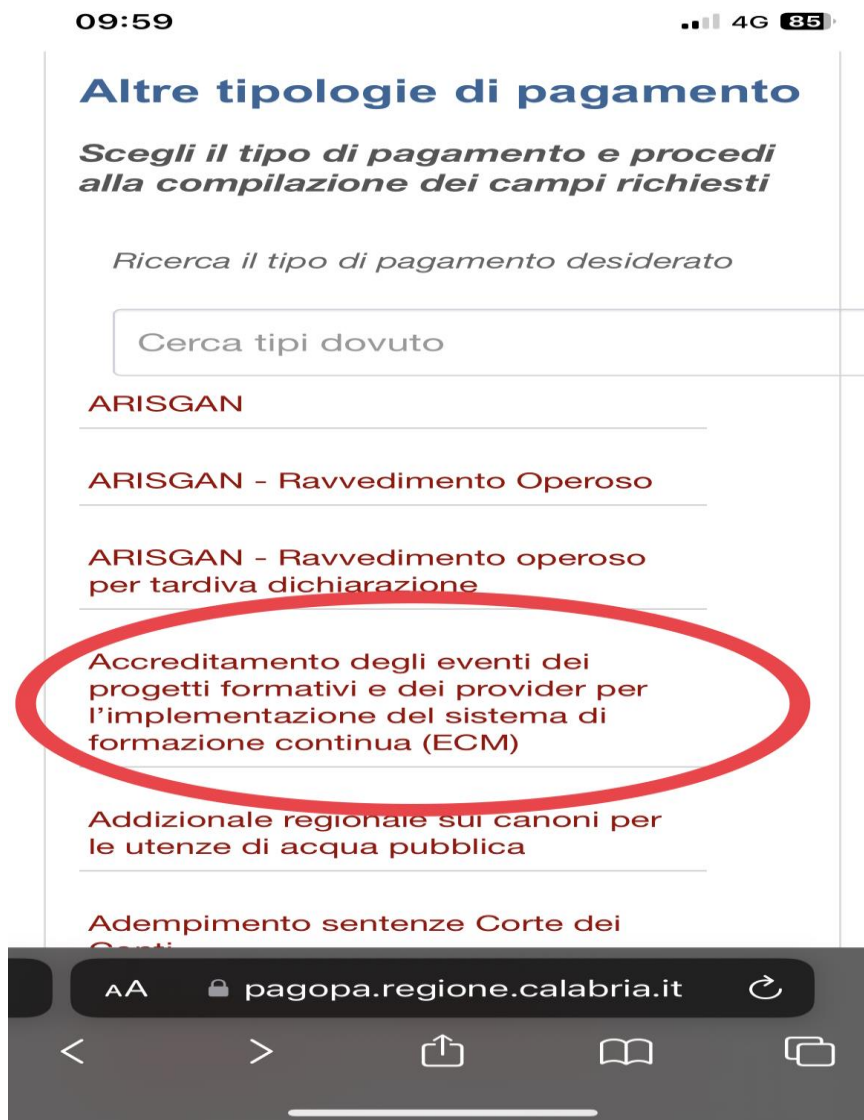 09:59
4G 85
Altre tipologie di pagamento
Scegli il tipo di pagamento e procedi
alla compilazione dei campi richiesti
Ricerca il tipo di pagamento desiderato
Cerca tipi dovuto
ARISGAN
ARISGAN - Ravvedimento Operoso
ARISGAN - Ravvedimento operoso
per tardiva dichiarazione
Accreditamento degli eventi dei
progetti formativi e dei provider per
l’implementazione del sistema di
formazione continua (ECM)
Addizionale regionale sui canoni per
le utenze di acqua pubblica
Adempimento sentenze Corte dei
AA pagopa.regione.calabria.it